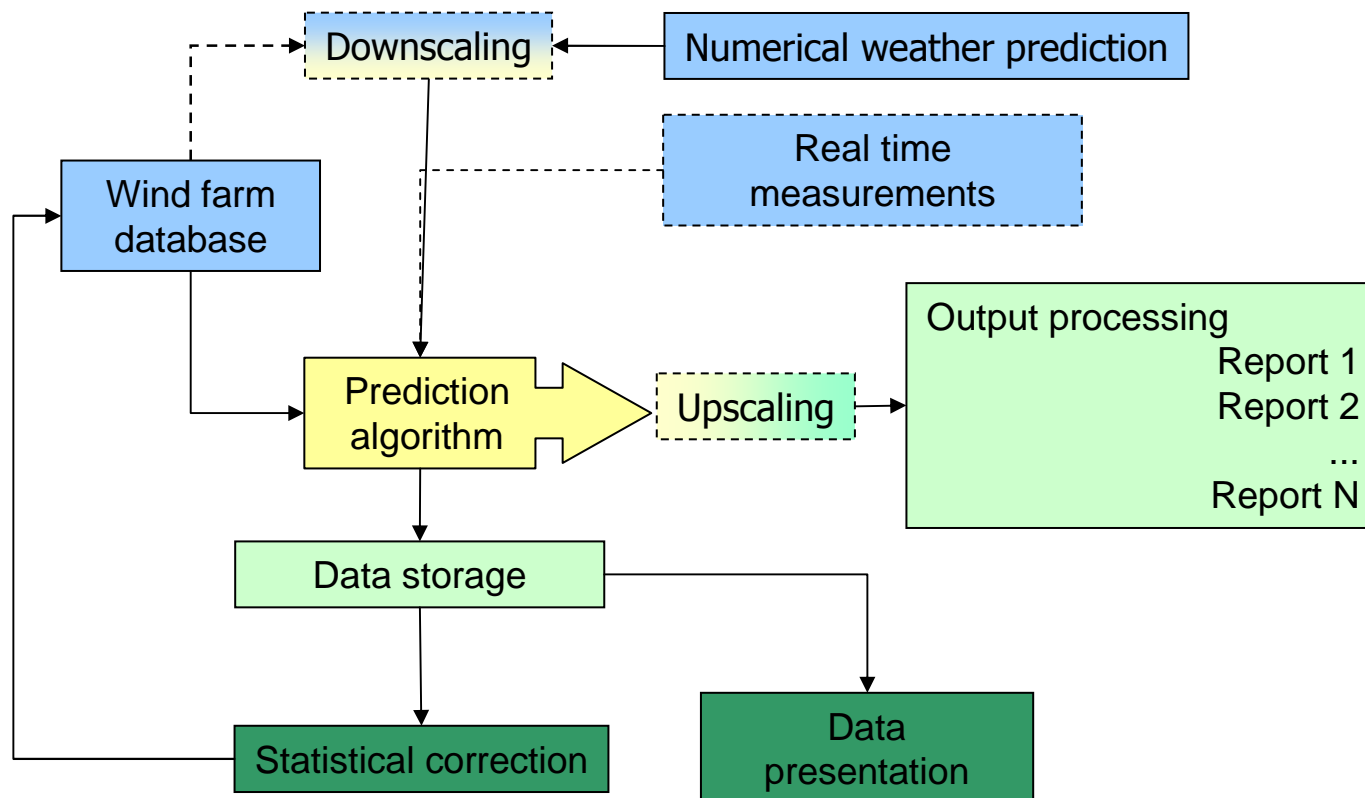 Downscaling
Numerical weather prediction
Real time
measurements
Wind farm
database
Output processing
Report 1
Report 2
...
Report N
Prediction
algorithm
Upscaling
Data storage
Statistical correction
Data
presentation